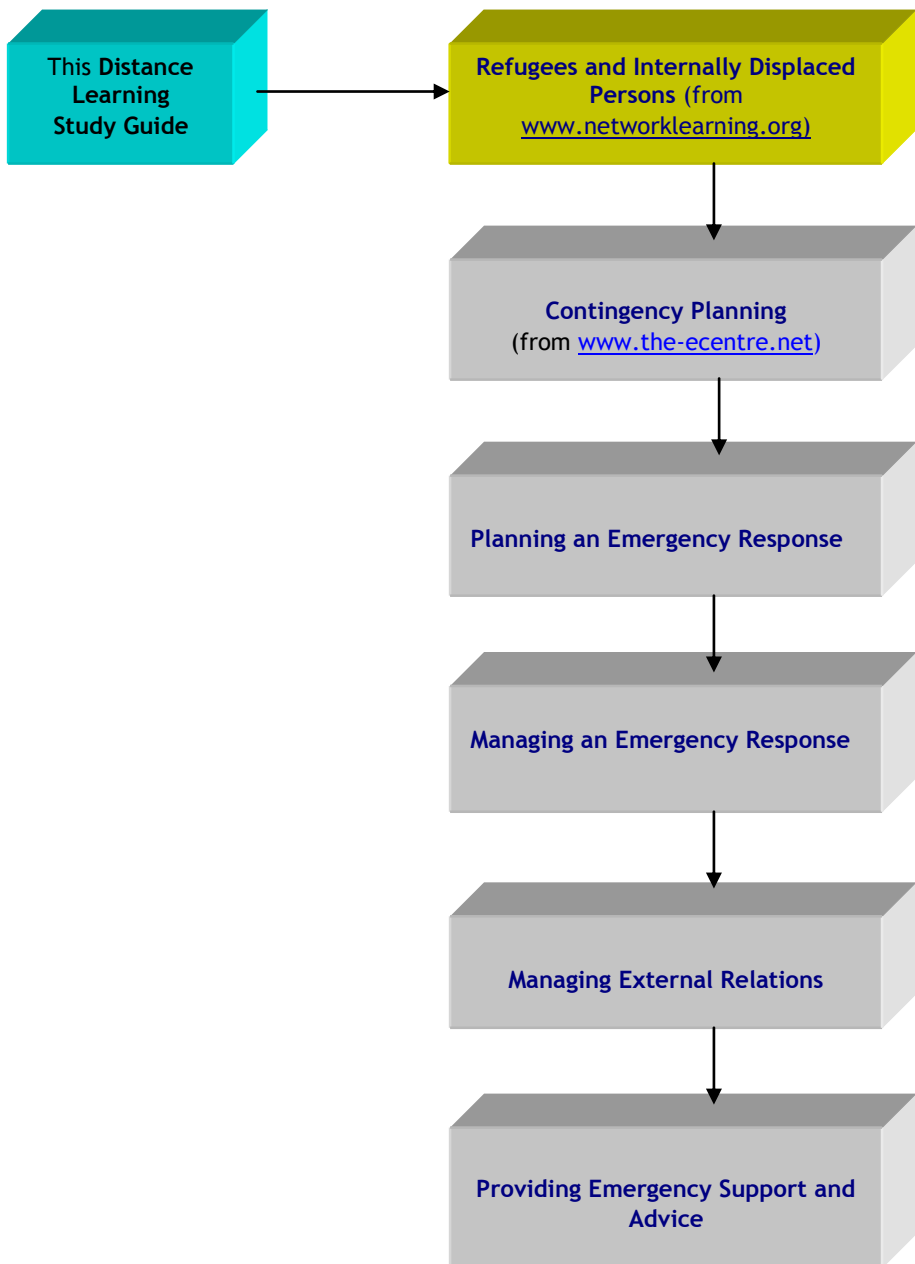 This Distance
Learning
Study Guide
Refugees and Internally Displaced
Persons (from
www.networklearning.org)
Contingency Planning
(from www.the-ecentre.net)
Planning an Emergency Response
Managing an Emergency Response
Managing External Relations
Providing Emergency Support and
Advice